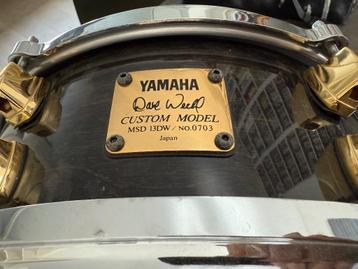 YAMAHA
Dave Weckl
CUSTOM MODEL
MSD 13DW / NO.0703
Japan